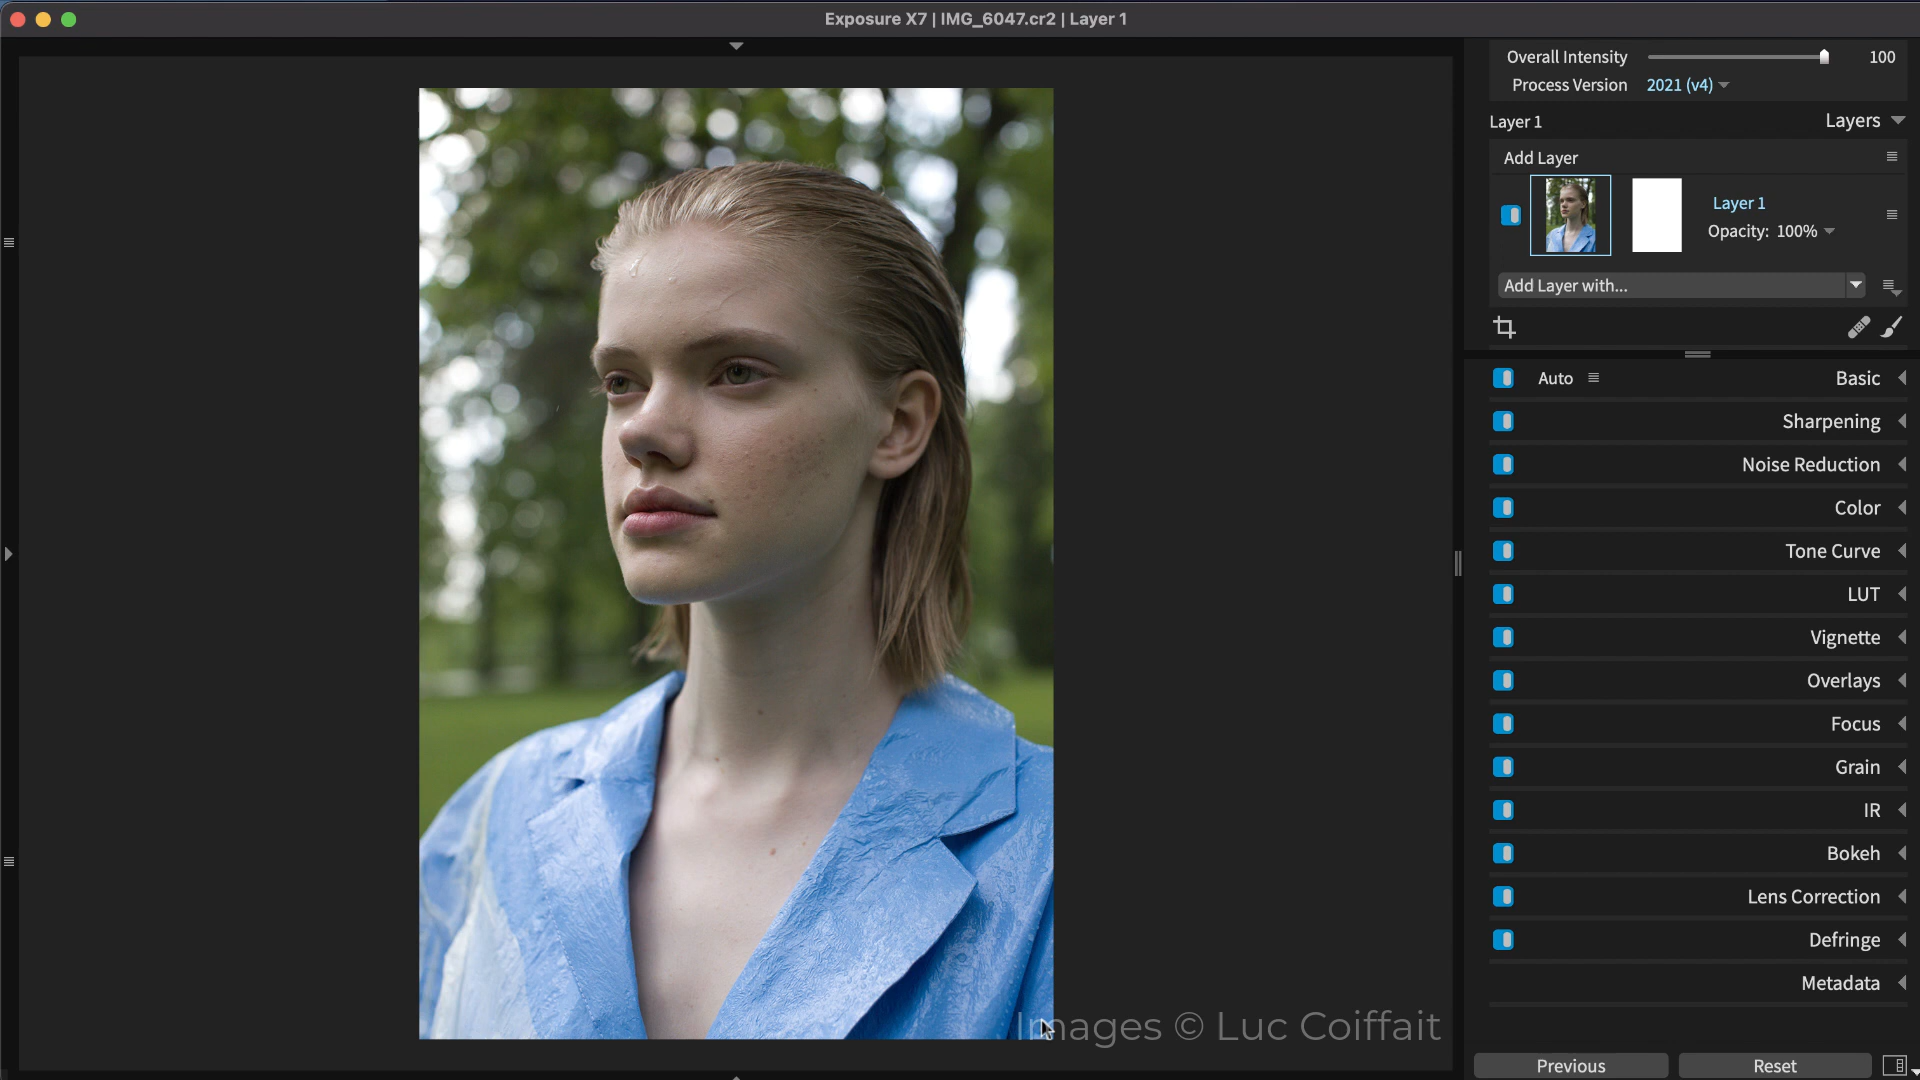 Exposure X7 | IMG_6047.cr2 | Layer 1
Overall Intensity 100
Process Version 2021 (v4)
Layer 1 Layers
Add Layer
Layer 1
Opacity: 100%
Add Layer with...
Auto Basic
Sharpening
Noise Reduction
Color
Tone Curve
LUT
Vignette
Overlays
Focus
Grain
IR
Bokeh
Lens Correction
Defringe
Metadata
Images © Luc Coiffait
Previous Reset